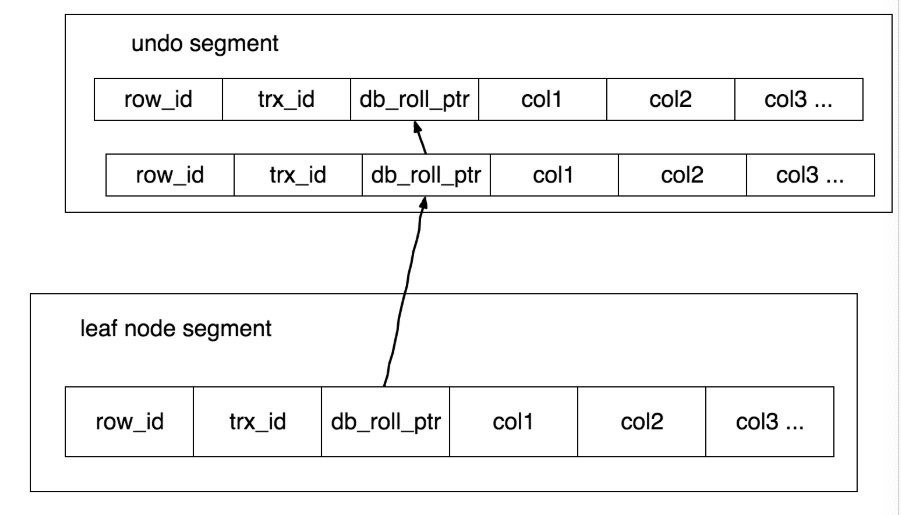 undo segment
row_id trx_id db_roll_ptr col1 col2 col3 ...
row_id trx_id db_roll_ptr col1 col2 col3 ...
leaf node segment
row_id trx_id db_roll_ptr col1 col2 col3 ...